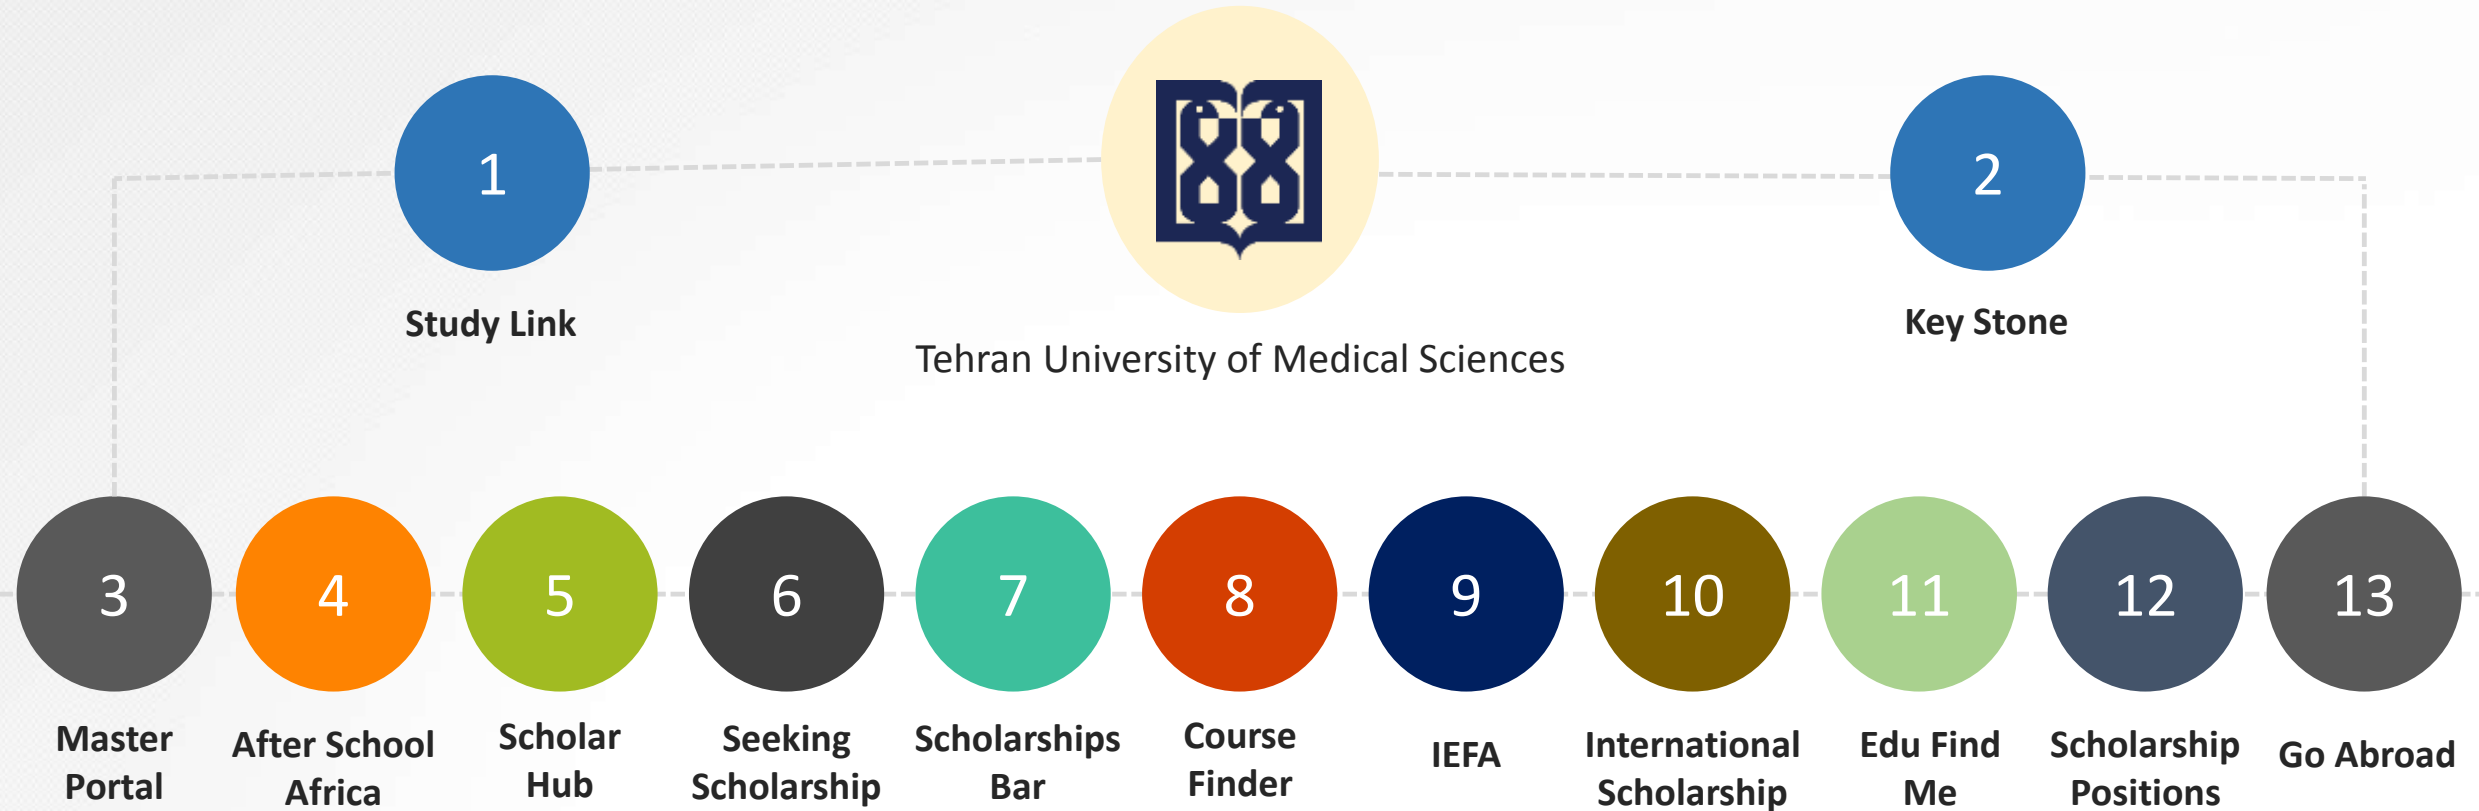 1
2
Study Link
Key Stone
Tehran University of Medical Sciences
3
4
5
6
7
8
9
10
11
12
13
Master
Portal
After School
Africa
Scholar
Hub
Seeking
Scholarship
Scholarships
Bar
Course
Finder
IEFA
International
Scholarship
Edu Find
Me
Scholarship
Positions
Go Abroad